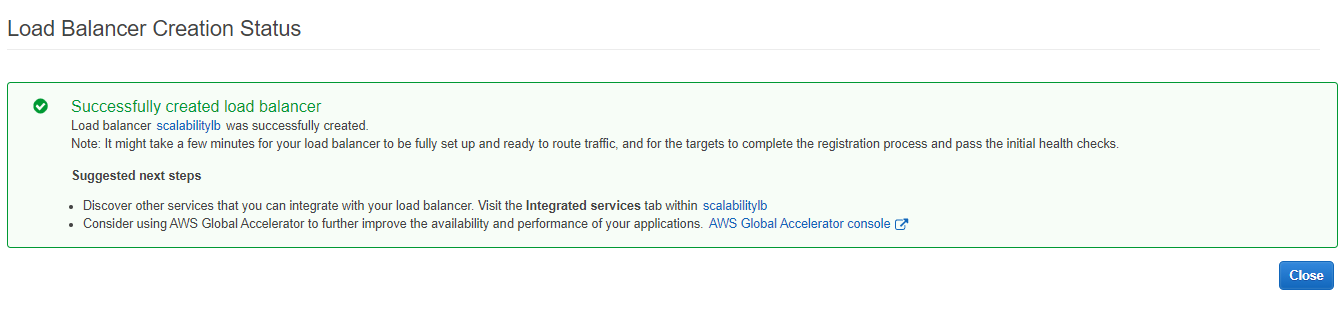 Load Balancer Creation Status
Successfully created load balancer
Load balancer scalabilitylb was successfully created.
Note: It might take a few minutes for your load balancer to be fully set up and ready to route traffic, and for the targets to complete the registration process and pass the initial health checks.
Suggested next steps
• Discover other services that you can integrate with your load balancer. Visit the Integrated services tab within scalabilitylb
• Consider using AWS Global Accelerator to further improve the availability and performance of your applications. AWS Global Accelerator console
Close